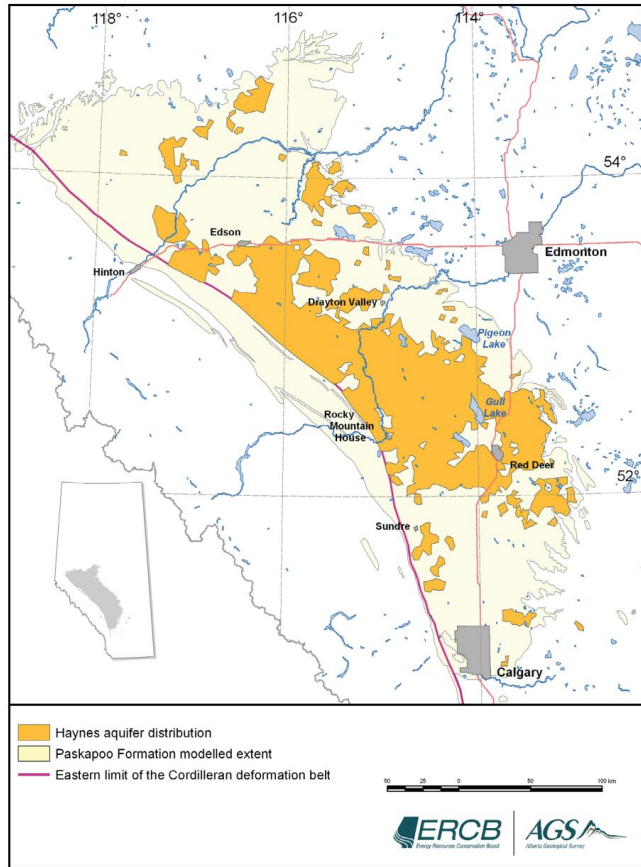 118°
116°
114°
54°
Edson
Edmonton
Hinton
Drayton Valley
Pigeon
Lake
Gull
Lake
Rocky
Mountain
House
Red Deer
52°
Sundre
Calgary
Haynes aquifer distribution
Paskapoo Formation modelled extent
Eastern limit of the Cordilleran deformation belt
50 25 0 50 100 km
ERCB
Energy Resources Conservation Board
AGS
Alberta Geological Survey